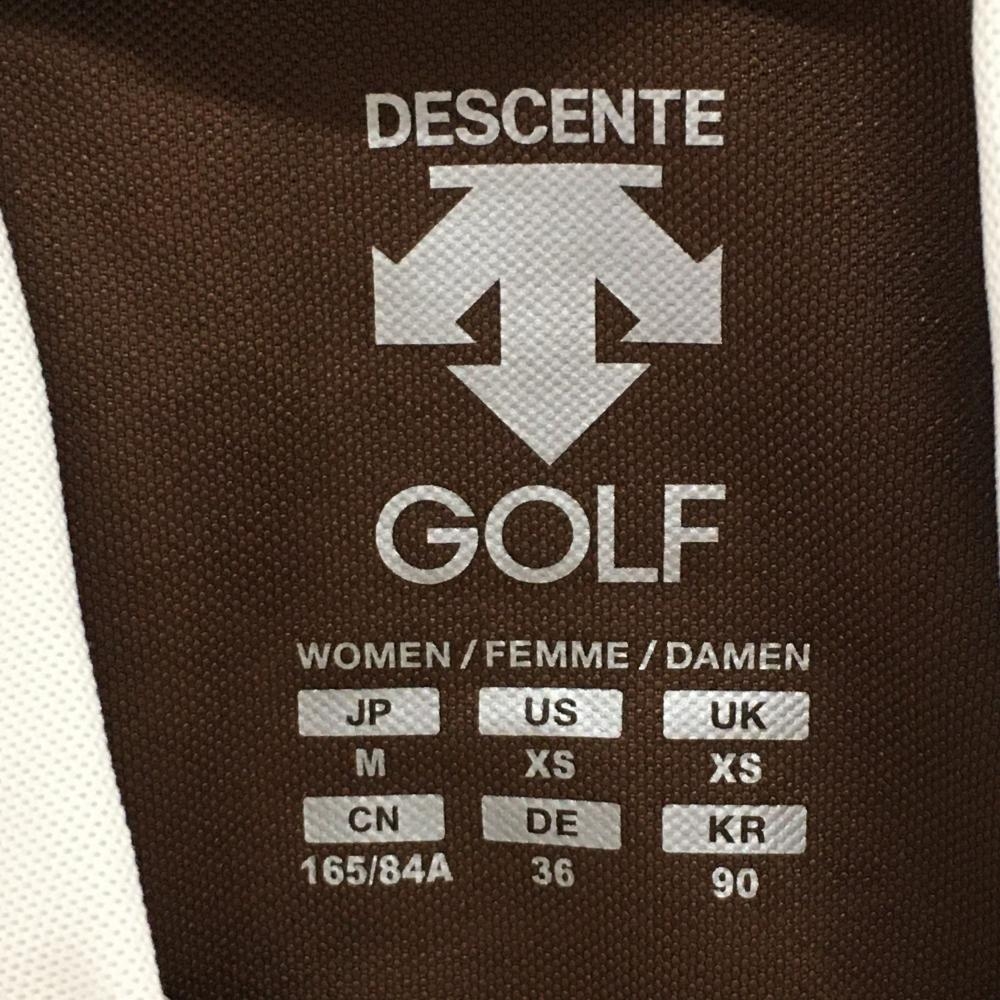 DESCENTE
GOLF
WOMEN / FEMME / DAMEN
JP US UK
M XS XS
CN DE KR
165/84A 36 90